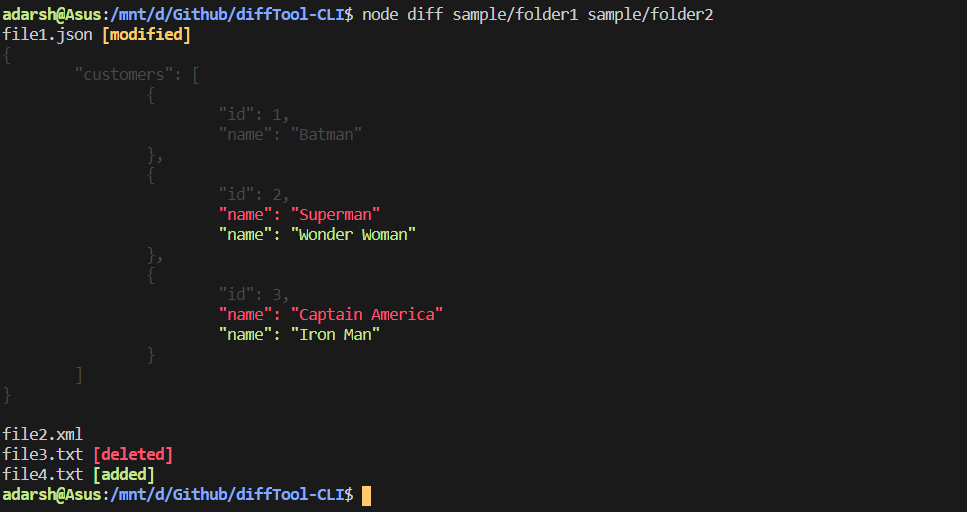 adarsh@Asus:/mnt/d/Github/diffTool-CLI$ node diff sample/folder1 sample/folder2
file1.json [modified]
{
        "customers": [
                {
                        "id": 1,
                        "name": "Batman"
                },
                {
                        "id": 2,
                        "name": "Superman"
                        "name": "Wonder Woman"
                },
                {
                        "id": 3,
                        "name": "Captain America"
                        "name": "Iron Man"
                }
        ]
}

file2.xml
file3.txt [deleted]
file4.txt [added]
adarsh@Asus:/mnt/d/Github/diffTool-CLI$